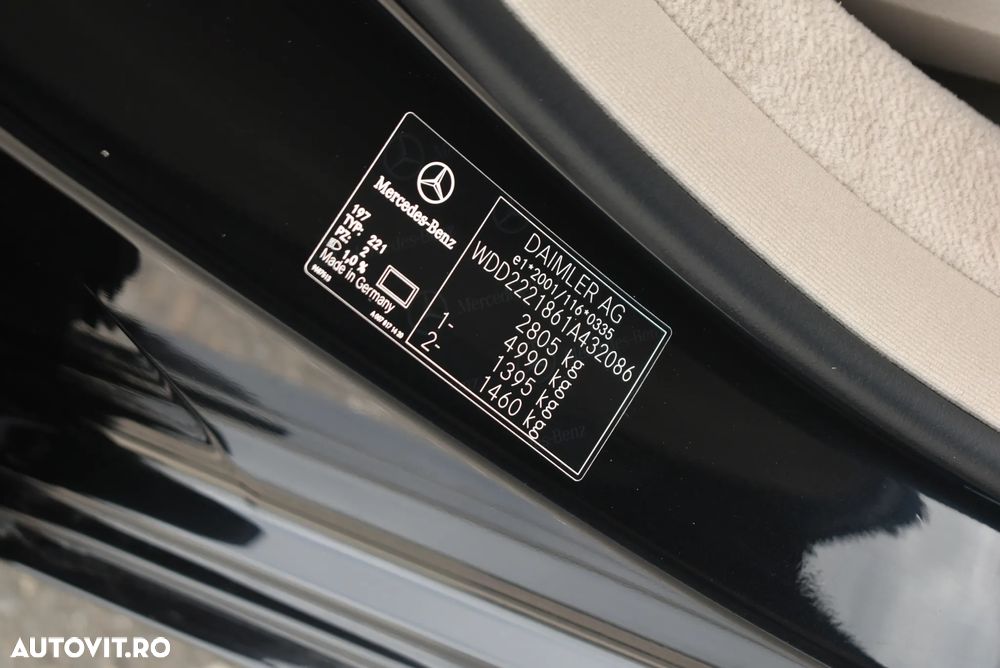 Mercedes-Benz
197
TYP: 221
PZ: 2
1,0 %
Made in Germany
DAIMLER AG
e1*2001/116*0335
WDD2221861A432086
2805 kg
4990 kg
1- 1395 kg
2- 1460 kg
AUTOVIT.RO